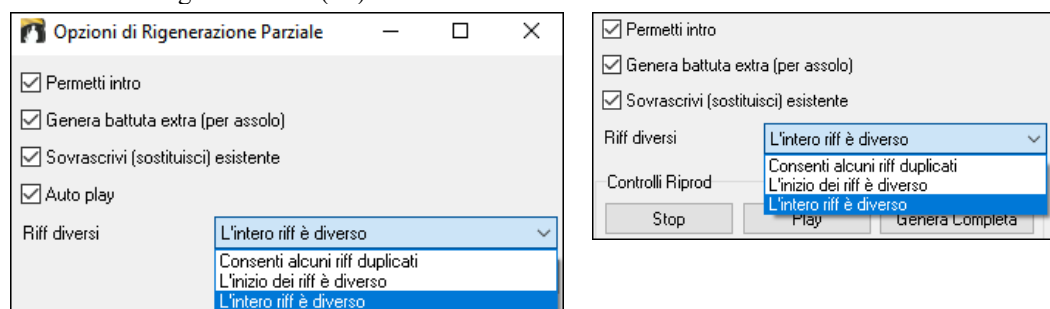 Opzioni di Rigenerazione Parziale
Permetti intro
Genera battuta extra (per assolo)
Sovrascrivi (sostituisci) esistente
Auto play
Riff diversi L'intero riff è diverso
Consenti alcuni riff duplicati
L'inizio dei riff è diverso
L'intero riff è diverso
Permetti intro
Genera battuta extra (per assolo)
Sovrascrivi (sostituisci) esistente
Riff diversi L'intero riff è diverso
Consenti alcuni riff duplicati
Controlli Riprod L'inizio dei riff è diverso
L'intero riff è diverso
Stop Play Genera Completa